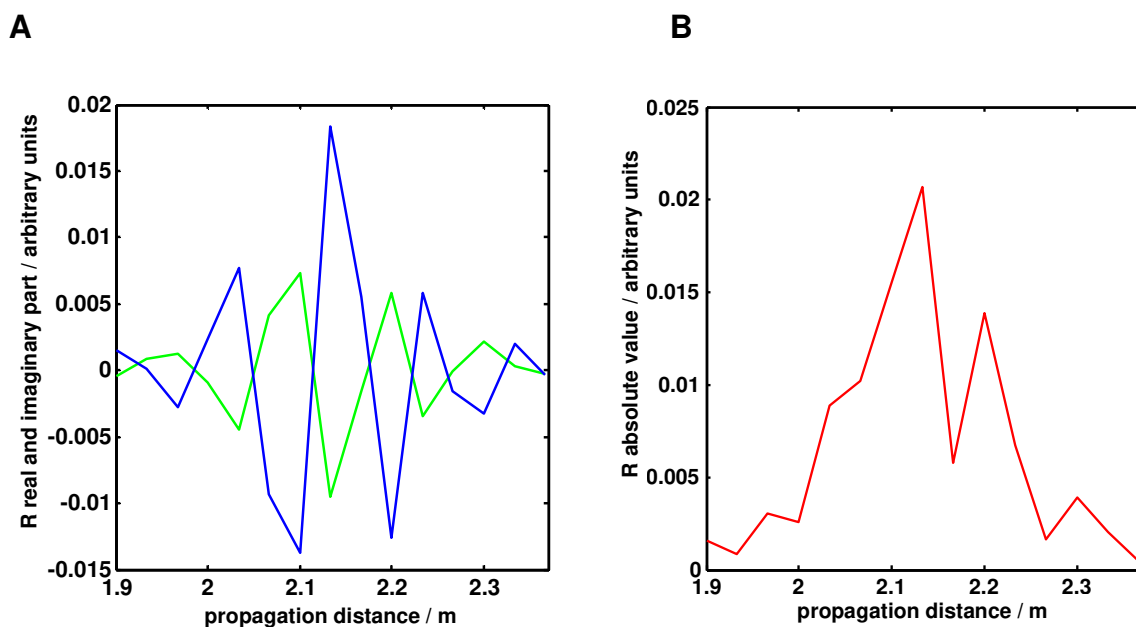 A
R real and imaginary part / arbitrary units
0.02
0.015
0.01
0.005
0
-0.005
-0.01
-0.015
1.9 2 2.1 2.2 2.3
propagation distance / m
B
R absolute value / arbitrary units
0.025
0.02
0.015
0.01
0.005
0
1.9 2 2.1 2.2 2.3
propagation distance / m